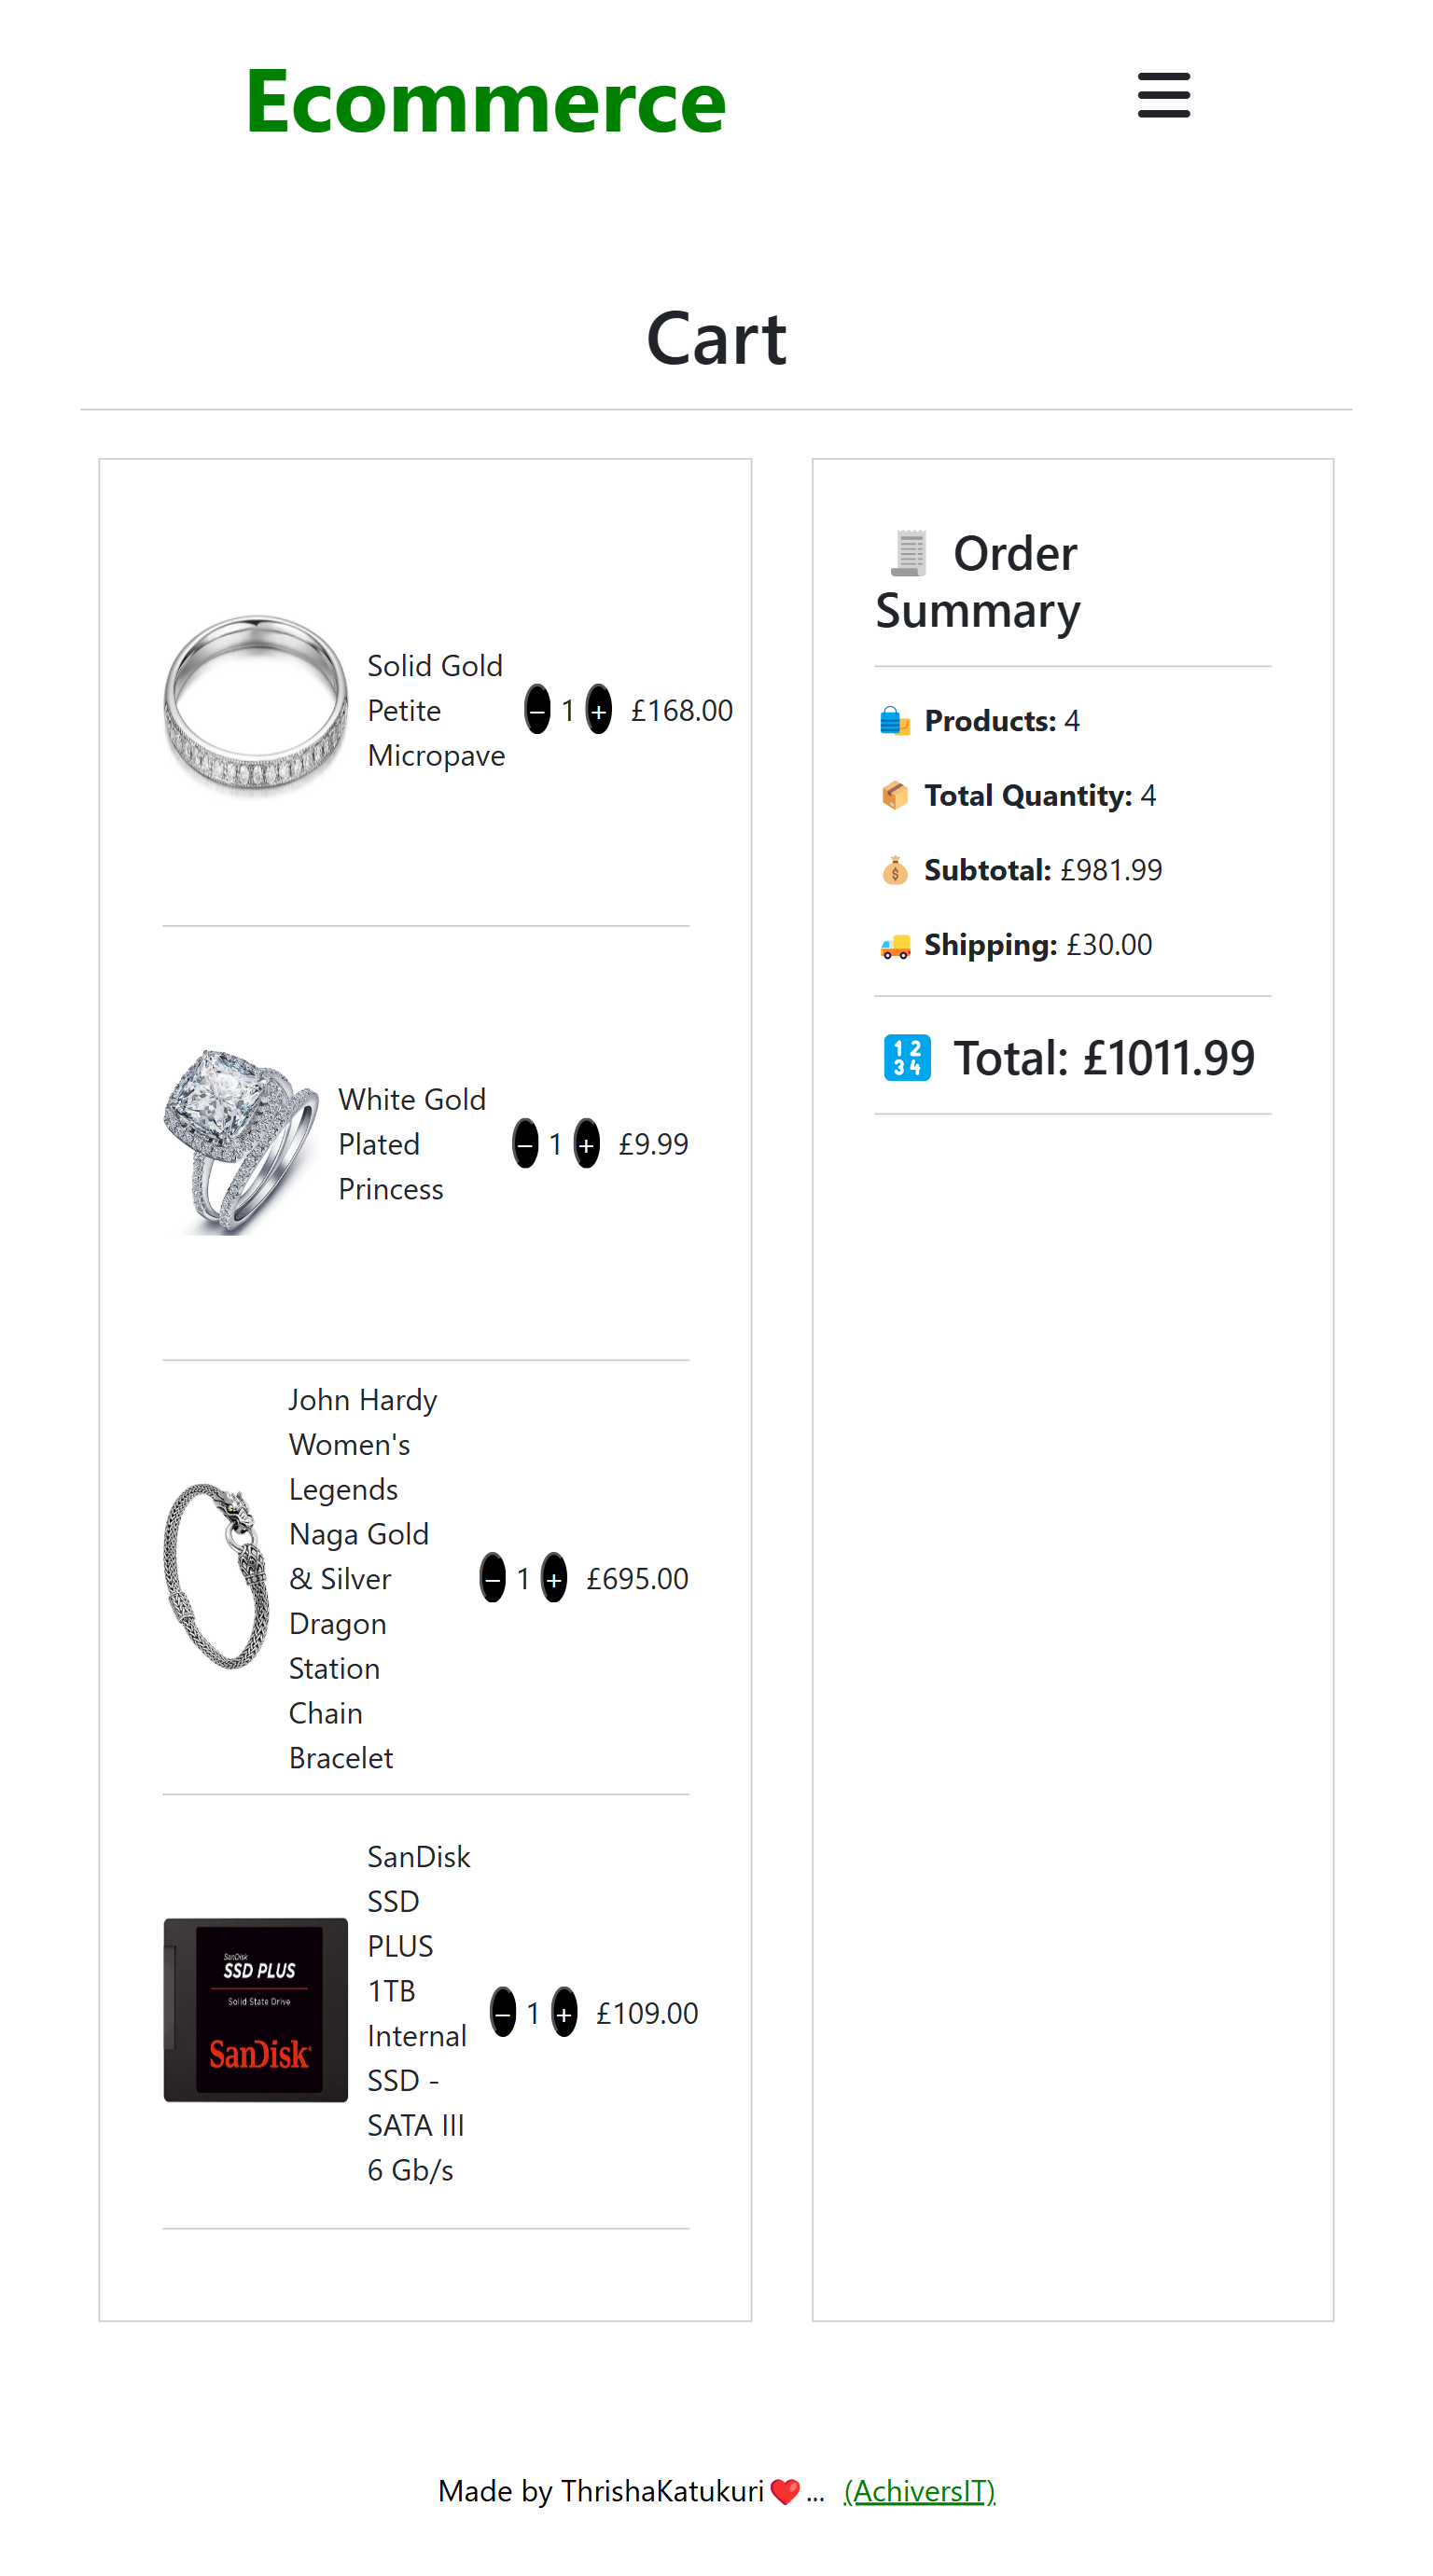 Ecommerce
Cart
Solid Gold
Petite
Micropave
− 1 + £168.00
White Gold
Plated
Princess
− 1 + £9.99
John Hardy
Women's
Legends
Naga Gold
& Silver
Dragon
Station
Chain
Bracelet
− 1 + £695.00
SanDisk
SSD PLUS
Solid State Drive
SanDisk
SanDisk
SSD
PLUS
1TB
Internal
SSD -
SATA III
6 Gb/s
− 1 + £109.00
🧾 Order
Summary
🛍️ Products: 4
📦 Total Quantity: 4
💰 Subtotal: £981.99
🚚 Shipping: £30.00
🔢 Total: £1011.99
Made by ThrishaKatukuri❤️... (AchiversIT)